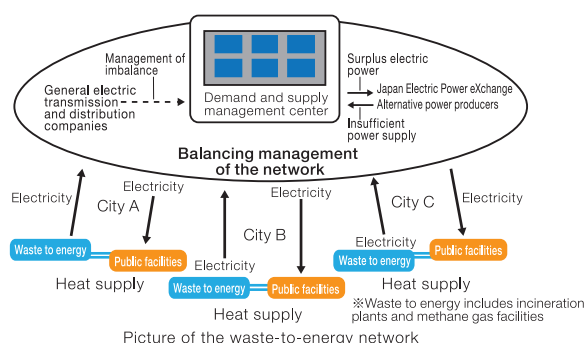 Management of
imbalance
General electric
transmission
and distribution
companies
Demand and supply
management center
Surplus electric
power
Japan Electric Power eXchange
Alternative power producers
Insufficient
power supply
Balancing management
of the network
Electricity
Electricity
City A
Waste to energy
Public facilities
Heat supply
Electricity
City B
Electricity
Waste to energy
Public facilities
Heat supply
City C
Electricity
Electricity
Waste to energy
Public facilities
Heat supply
※Waste to energy includes incineration
plants and methane gas facilities
Picture of the waste-to-energy network